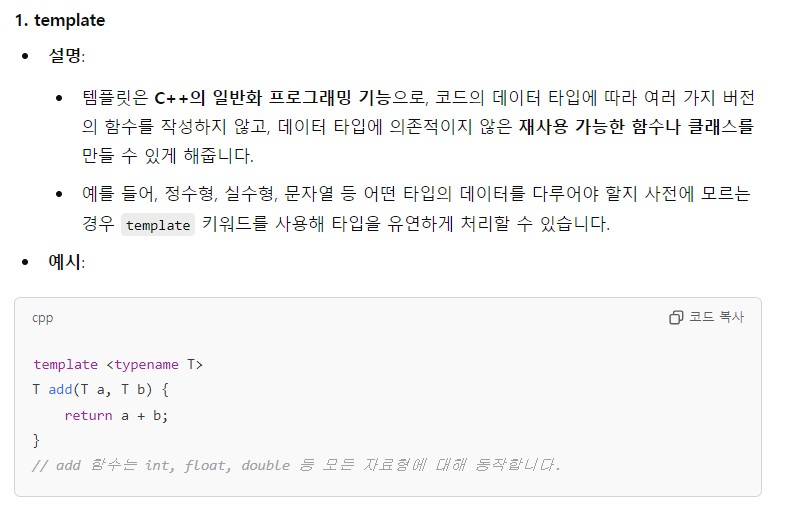 1. template
• 설명:
• 템플릿은 C++의 일반화 프로그래밍 기능으로, 코드의 데이터 타입에 따라 여러 가지 버전
의 함수를 작성하지 않고, 데이터 타입에 의존적이지 않은 재사용 가능한 함수나 클래스를
만들 수 있게 해줍니다.
• 예를 들어, 정수형, 실수형, 문자열 등 어떤 타입의 데이터를 다루어야 할지 사전에 모르는
경우 template 키워드를 사용해 타입을 유연하게 처리할 수 있습니다.
• 예시:
cpp 코드 복사
template <typename T>
T add(T a, T b) {
    return a + b;
}
// add 함수는 int, float, double 등 모든 자료형에 대해 동작합니다.